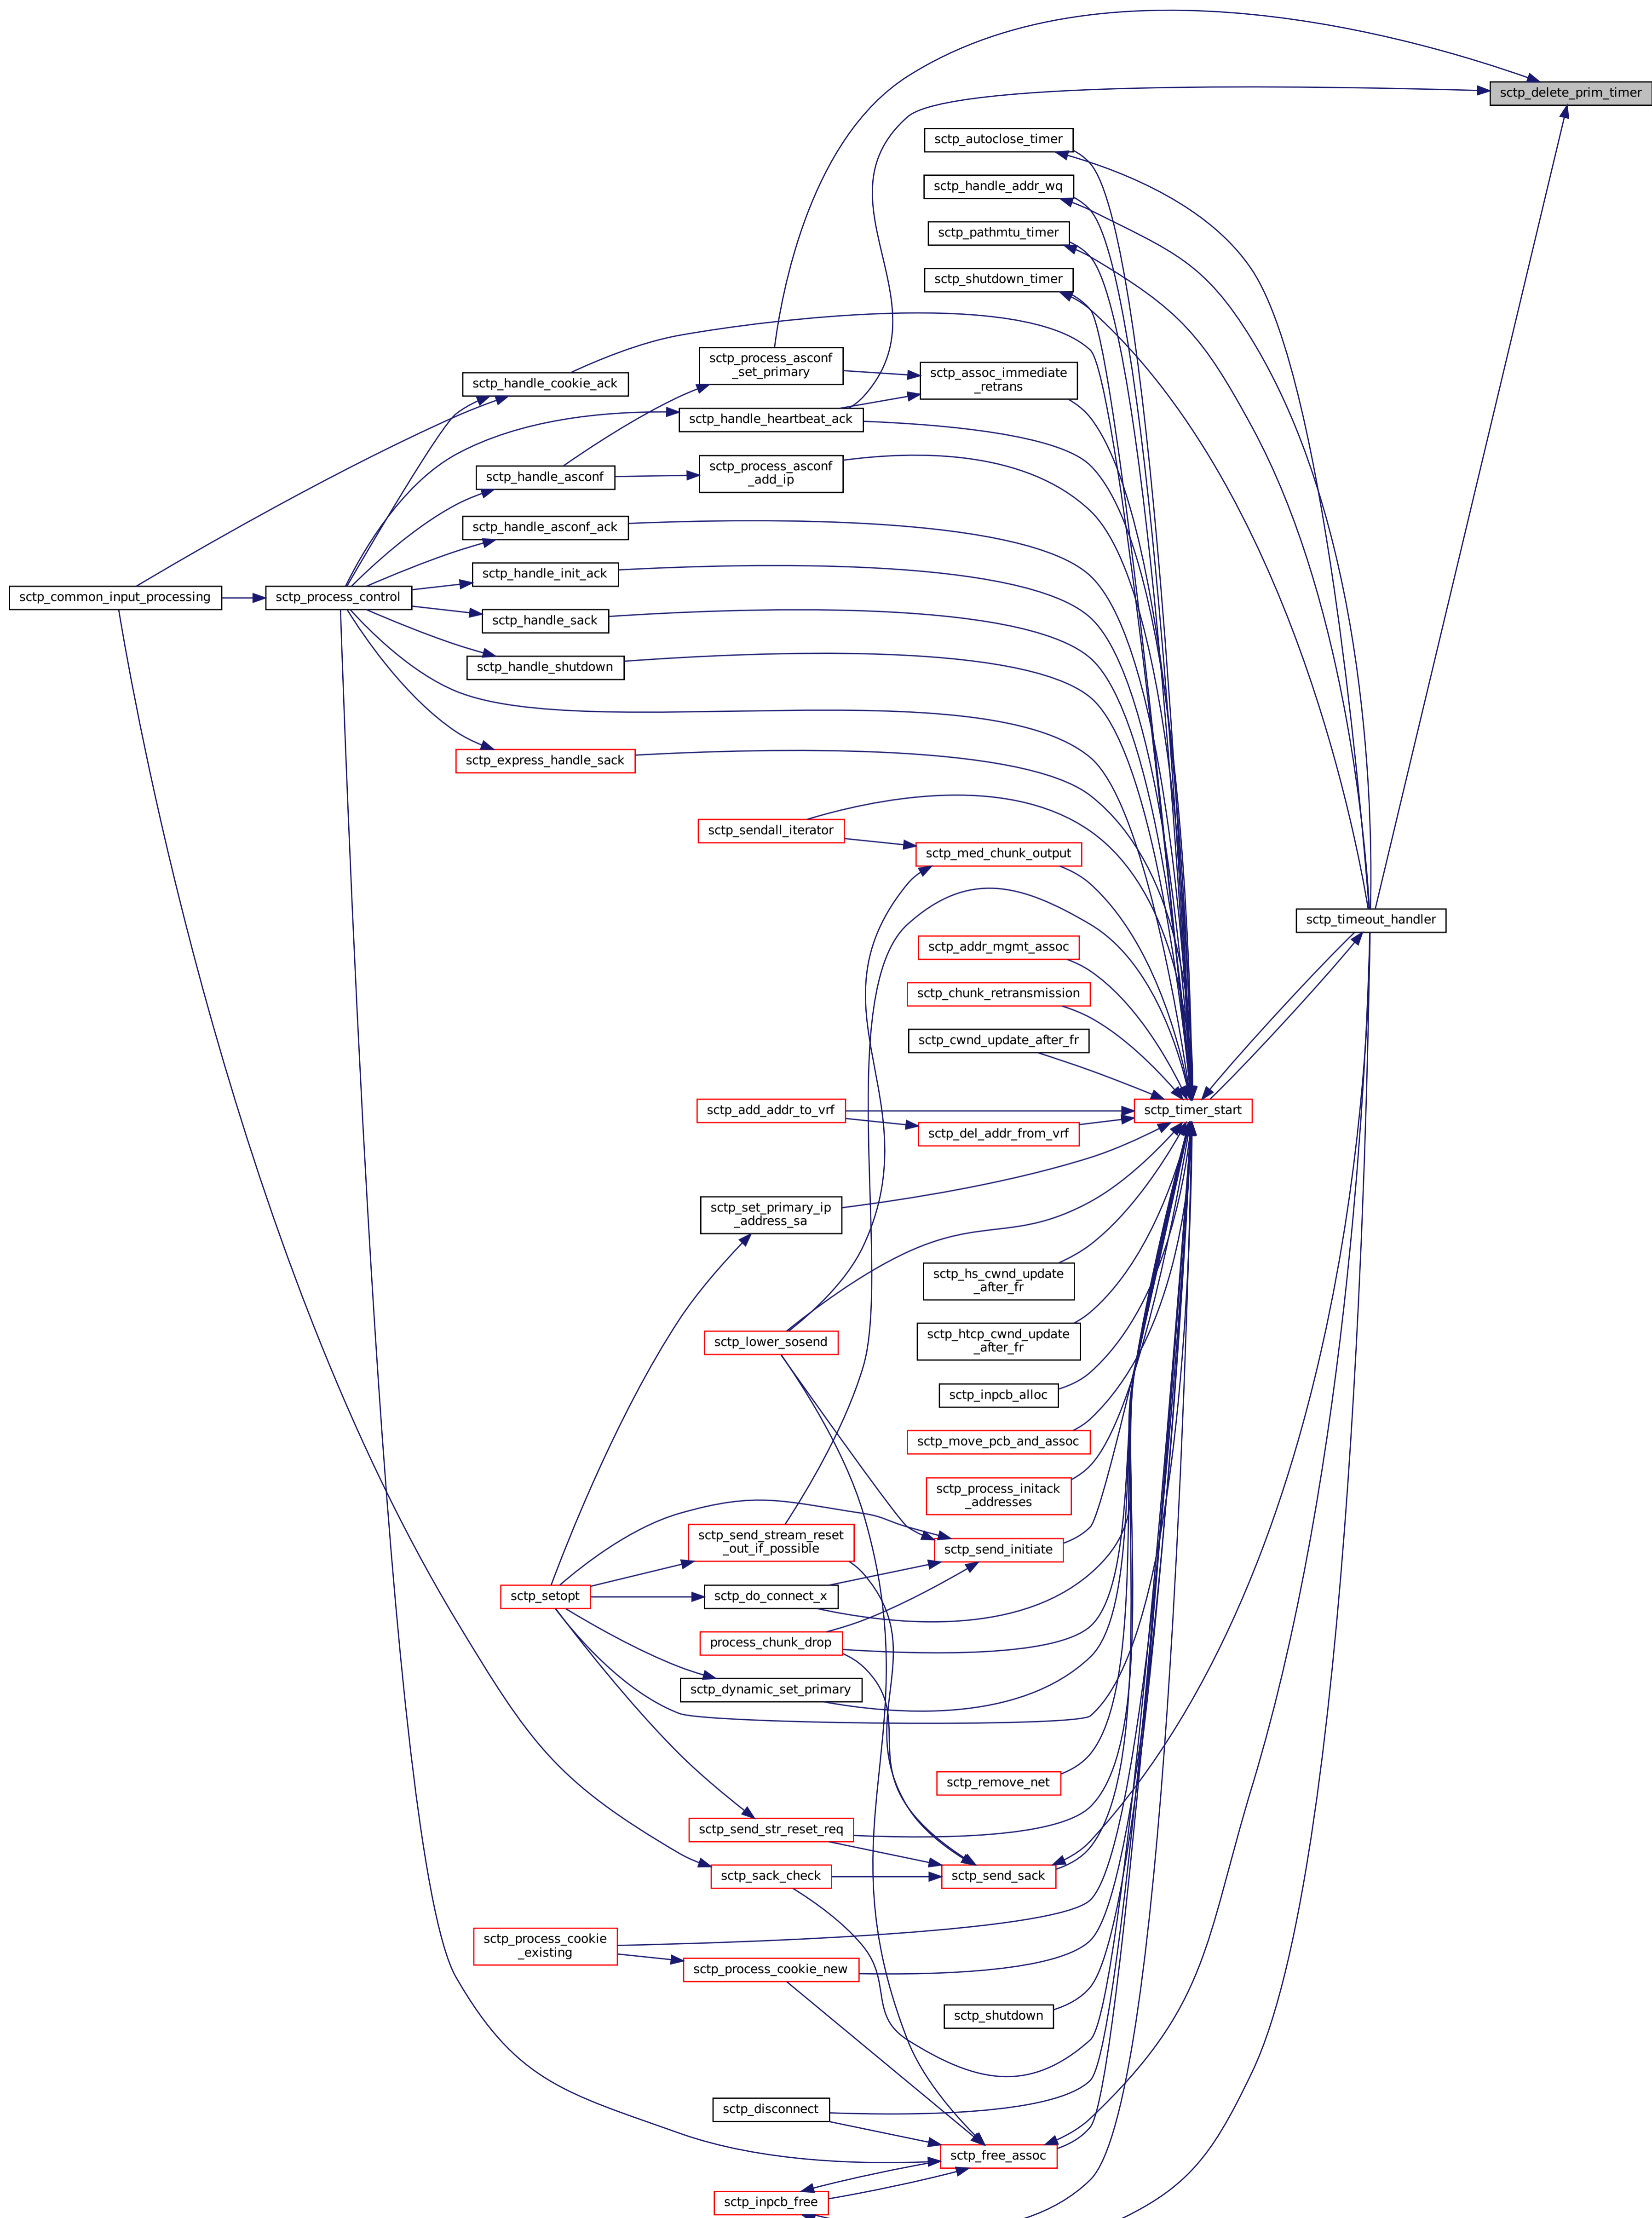 sctp_delete_prim_timer
sctp_autoclose_timer
sctp_handle_addr_wq
sctp_pathmtu_timer
sctp_shutdown_timer
sctp_process_asconf
_set_primary
sctp_assoc_immediate
_retrans
sctp_handle_cookie_ack
sctp_handle_heartbeat_ack
sctp_process_asconf
_add_ip
sctp_handle_asconf
sctp_handle_asconf_ack
sctp_handle_init_ack
sctp_common_input_processing
sctp_process_control
sctp_handle_sack
sctp_handle_shutdown
sctp_express_handle_sack
sctp_sendall_iterator
sctp_med_chunk_output
sctp_timeout_handler
sctp_addr_mgmt_assoc
sctp_chunk_retransmission
sctp_cwnd_update_after_fr
sctp_add_addr_to_vrf
sctp_timer_start
sctp_del_addr_from_vrf
sctp_set_primary_ip
_address_sa
sctp_hs_cwnd_update
_after_fr
sctp_htcp_cwnd_update
_after_fr
sctp_lower_sosend
sctp_inpcb_alloc
sctp_move_pcb_and_assoc
sctp_process_initack
_addresses
sctp_send_stream_reset
_out_if_possible
sctp_send_initiate
sctp_setopt
sctp_do_connect_x
process_chunk_drop
sctp_dynamic_set_primary
sctp_remove_net
sctp_send_str_reset_req
sctp_sack_check
sctp_send_sack
sctp_process_cookie
_existing
sctp_process_cookie_new
sctp_shutdown
sctp_disconnect
sctp_free_assoc
sctp_inpcb_free